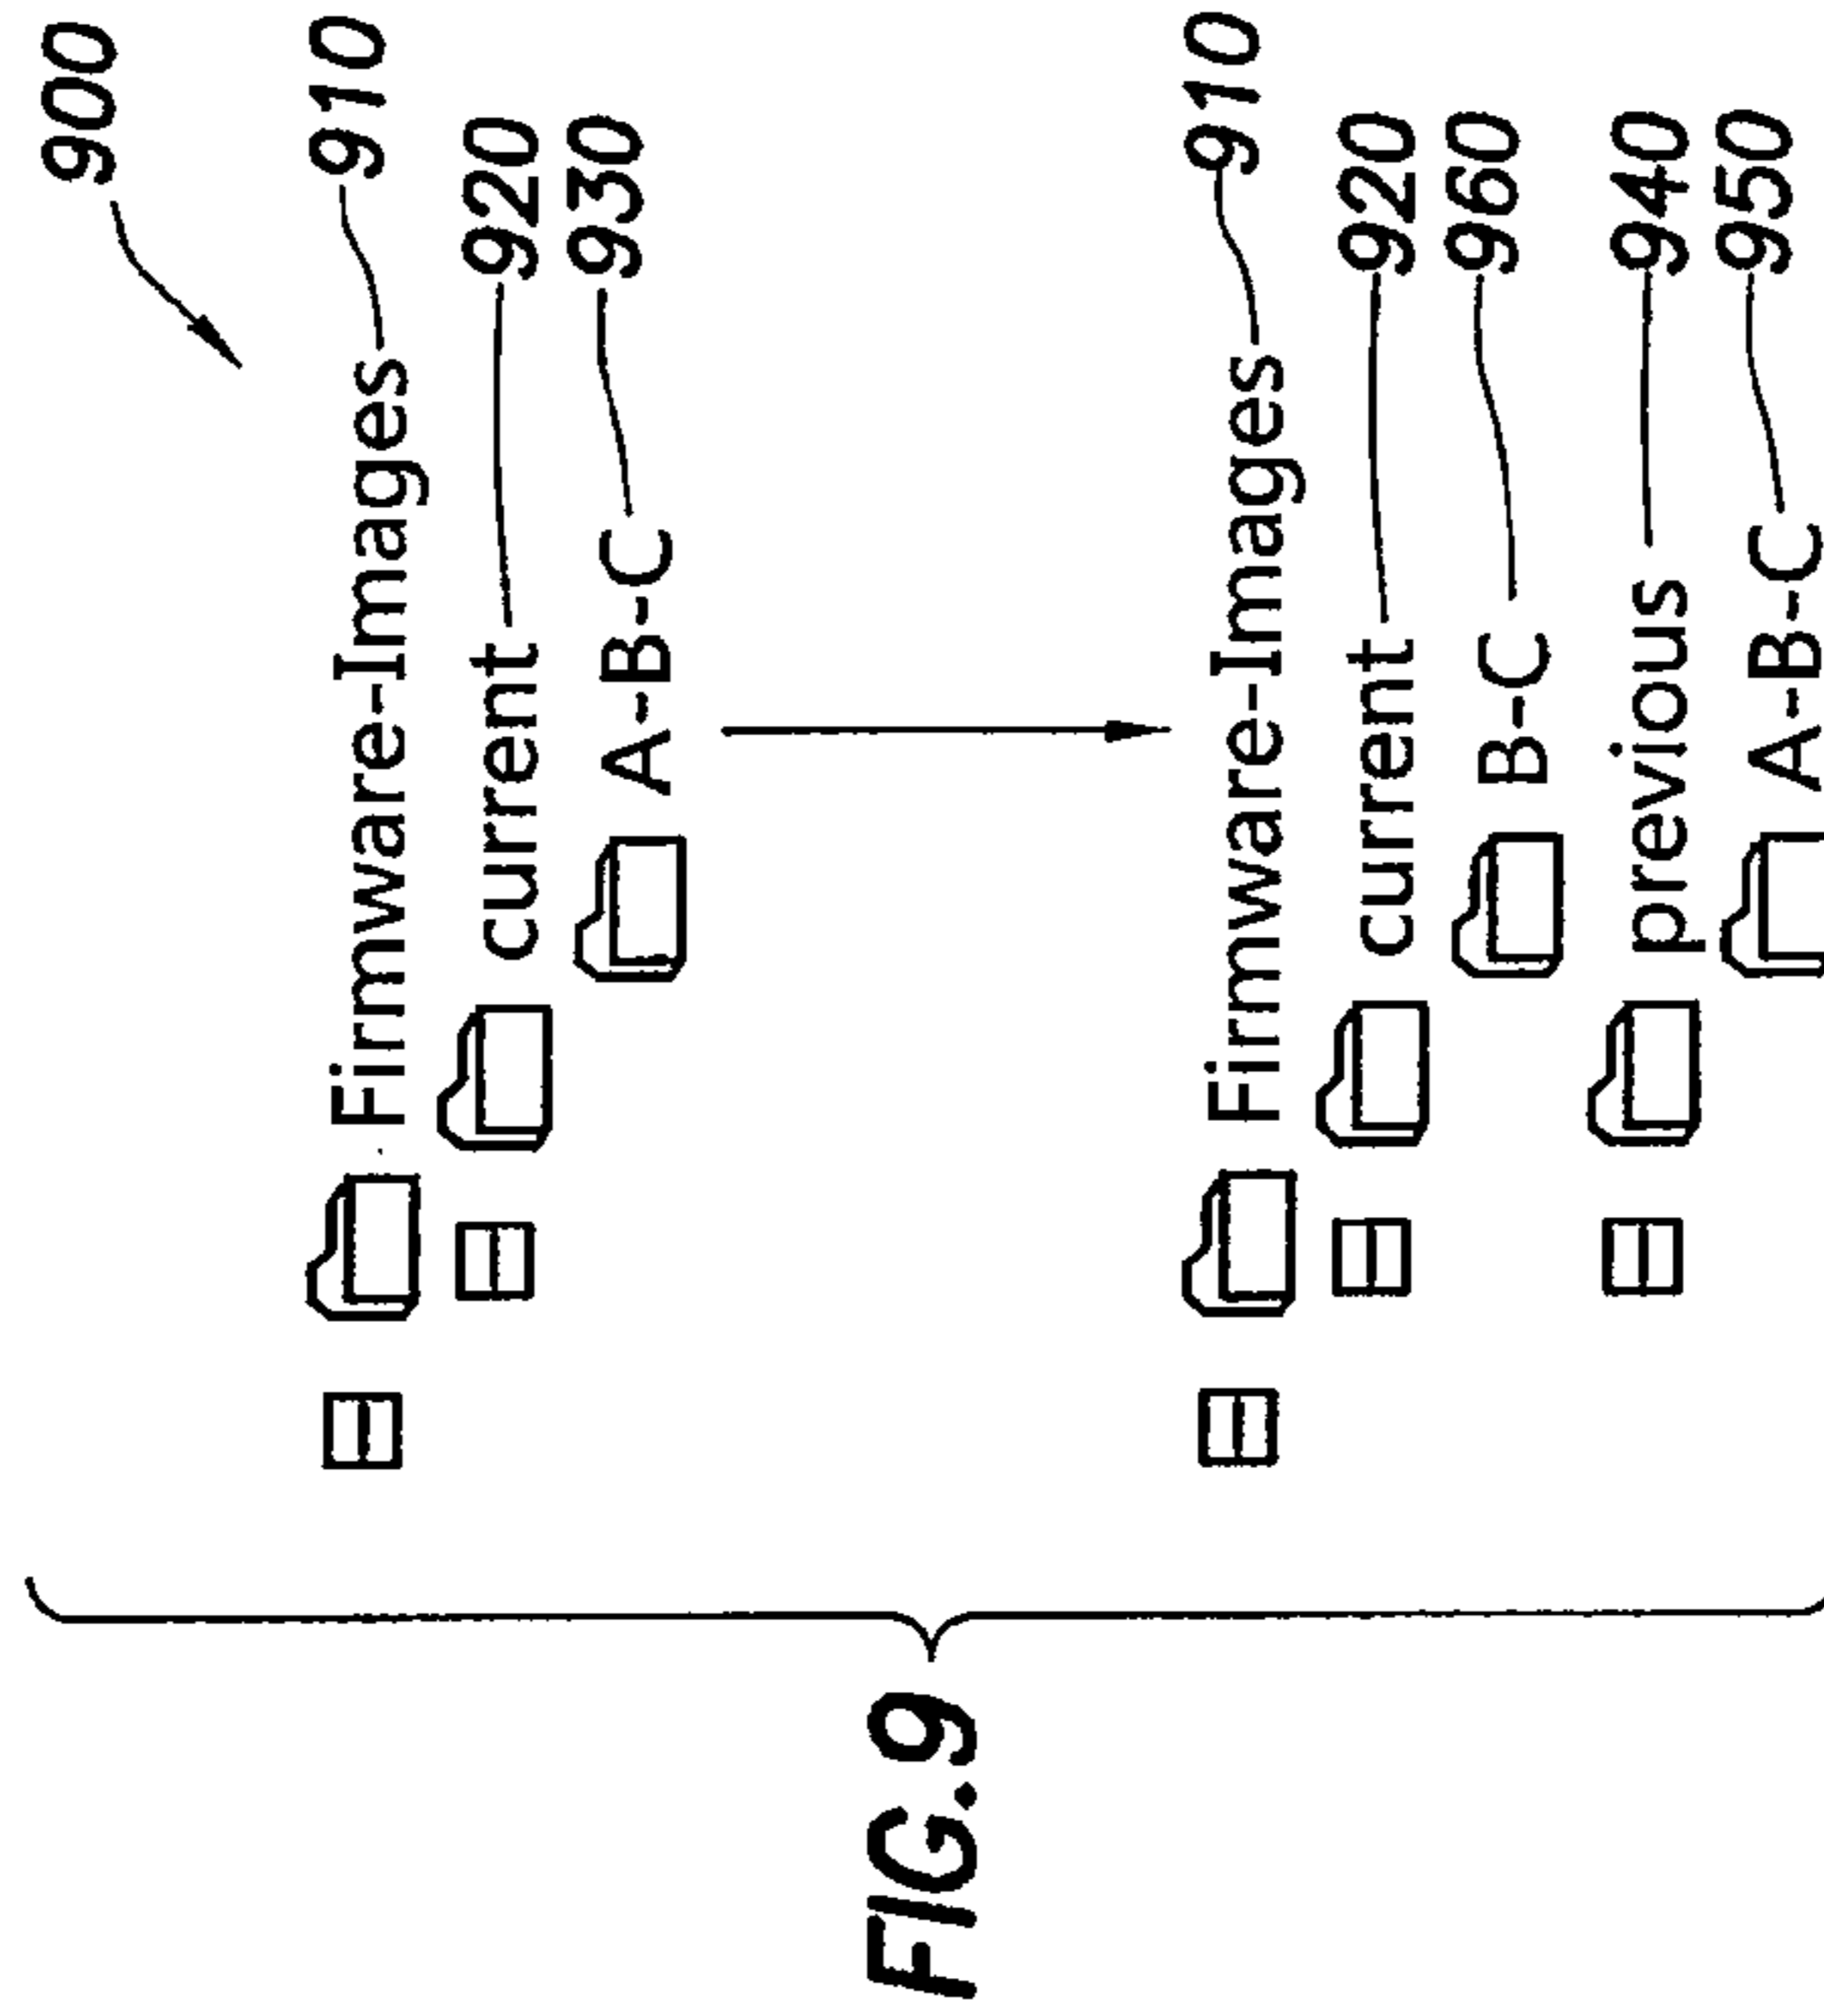 900
Firmware-Images 910
current 920
A-B-C 930
Firmware-Images 910
current 920
B-C 960
previous 940
A-B-C 950
FIG. 9